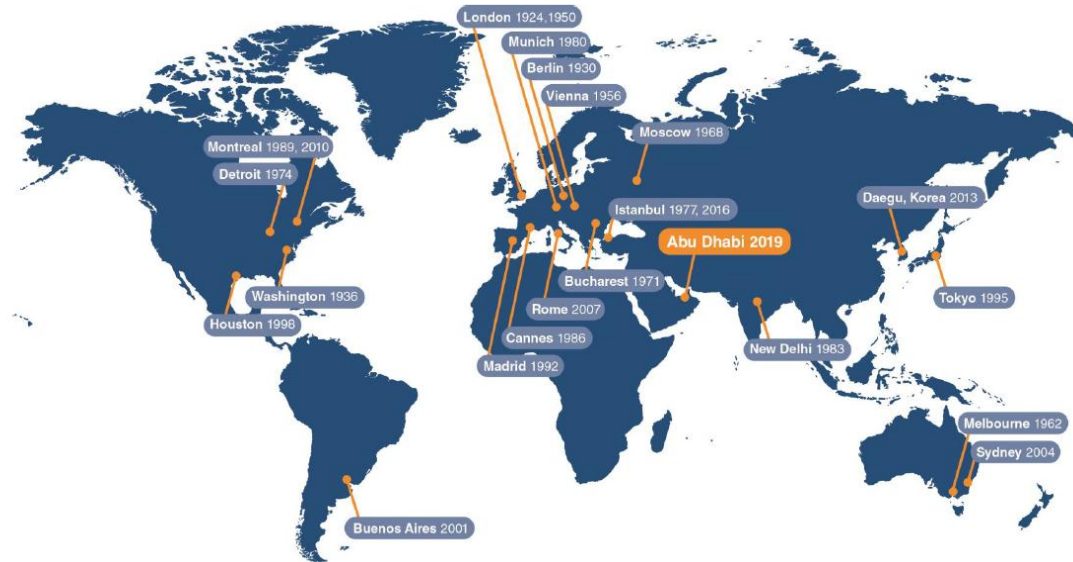 London 1924,1950
Munich 1980
Berlin 1930
Vienna 1956
Moscow 1968
Montreal 1989, 2010
Detroit 1974
Daegu, Korea 2013
Istanbul 1977, 2016
Abu Dhabi 2019
Bucharest 1971
Washington 1936
Tokyo 1995
Rome 2007
Houston 1998
Cannes 1986
New Delhi 1983
Madrid 1992
Melbourne 1962
Sydney 2004
Buenos Aires 2001